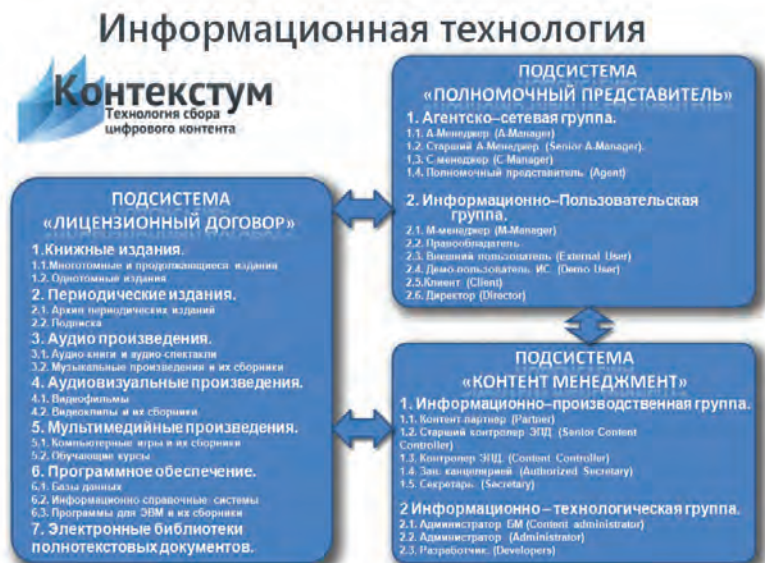 Информационная технология
Контекстум
Технология сбора
цифрового контента
ПОДСИСТЕМА
«ПОЛНОМОЧНЫЙ ПРЕДСТАВИТЕЛЬ»
1. Агентско–сетевая группа.
1.1. А-Менеджер (A-Manager)
1.2. Старший А-Менеджер (Senior A-Manager).
1.3. С-менеджер (C-Manager)
1.4. Полномочный представитель (Agent)
2. Информационно–Пользовательская
группа.
2.1. М-менеджер (M-Manager)
2.2. Правообладатель
2.3. Внешний пользователь (External User)
2.4. Демо-пользователь ИС (Demo User)
2.5.Клиент (Client)
2.6. Директор (Director)
ПОДСИСТЕМА
«ЛИЦЕНЗИОННЫЙ ДОГОВОР»
1.Книжные издания.
1.1.Многотомные и продолжающиеся издания
1.2. Однотомные издания
2. Периодические издания.
2.1. Архив периодических изданий
2.2. Подписка
3. Аудио произведения.
3.1. Аудио-книги и аудио-спектакли
3.2. Музыкальные произведения и их сборники
4. Аудиовизуальные произведения.
4.1. Видеофильмы
4.2. Видеоклипы и их сборники
5. Мультимедийные произведения.
5.1. Компьютерные игры и их сборники
5.2. Обучающие курсы
6. Программное обеспечение.
6.1. Базы данных
6.2. Информационно справочные системы
6.3. Программы для ЭВМ и их сборники
7. Электронные библиотеки
полнотекстовых документов.
ПОДСИСТЕМА
«КОНТЕНТ МЕНЕДЖМЕНТ»
1. Информационно–производственная группа.
1.1. Контент партнер (Partner)
1.2. Старший контролер ЭПД (Senior Content
Controller)
1.3. Контролер ЭПД (Content Controller)
1.4. Зав. канцелярией (Authorized Secretary)
1.5. Секретарь (Secretary)
2 Информационно – технологическая группа.
2.1. Администратор БМ (Content administrator)
2.2. Администратор (Administrator)
2.3. Разработчик (Developers)